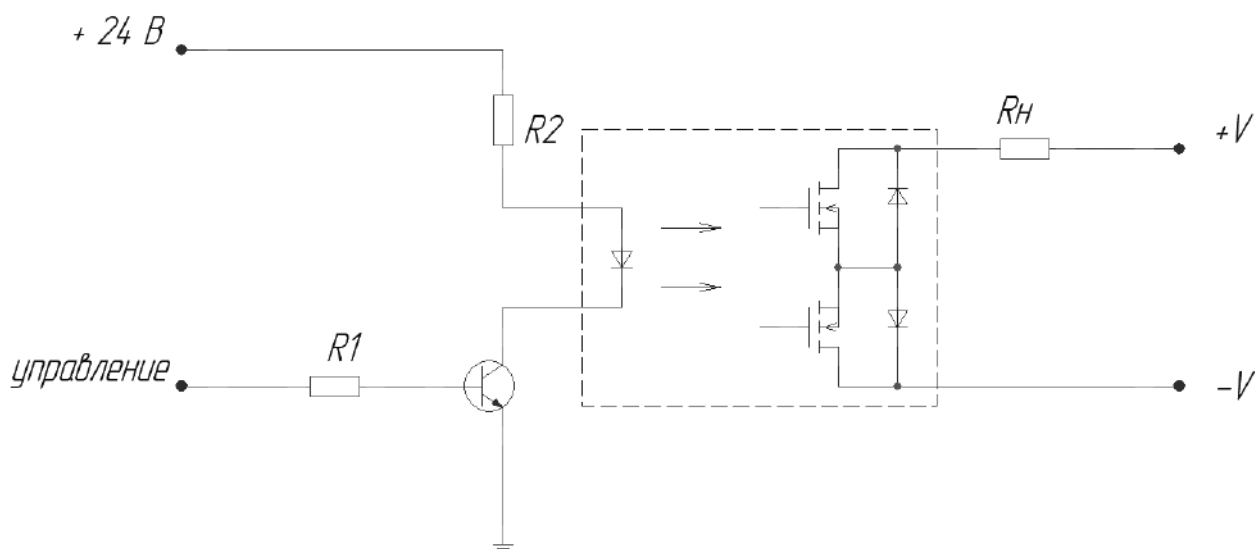 + 24 В
R2
Rн
+V
управление
R1
-V